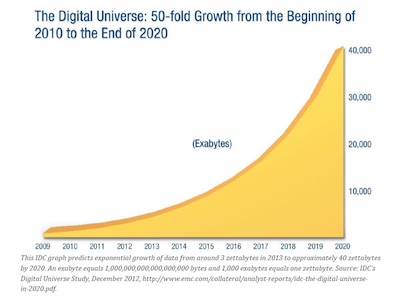 The Digital Universe: 50-fold Growth from the Beginning of
2010 to the End of 2020
40,000
30,000
(Exabytes)
20,000
10,000
2009 2010 2011 2012 2013 2014 2015 2016 2017 2018 2019 2020
This IDC graph predicts exponential growth of data from around 3 zettabytes in 2013 to approximately 40 zettabytes
by 2020. An exabyte equals 1,000,000,000,000,000,000 bytes and 1,000 exabytes equals one zettabyte. Source: IDC's
Digital Universe Study, December 2012, http://www.emc.com/collateral/analyst-reports/idc-the-digital-universe-
in-2020.pdf.